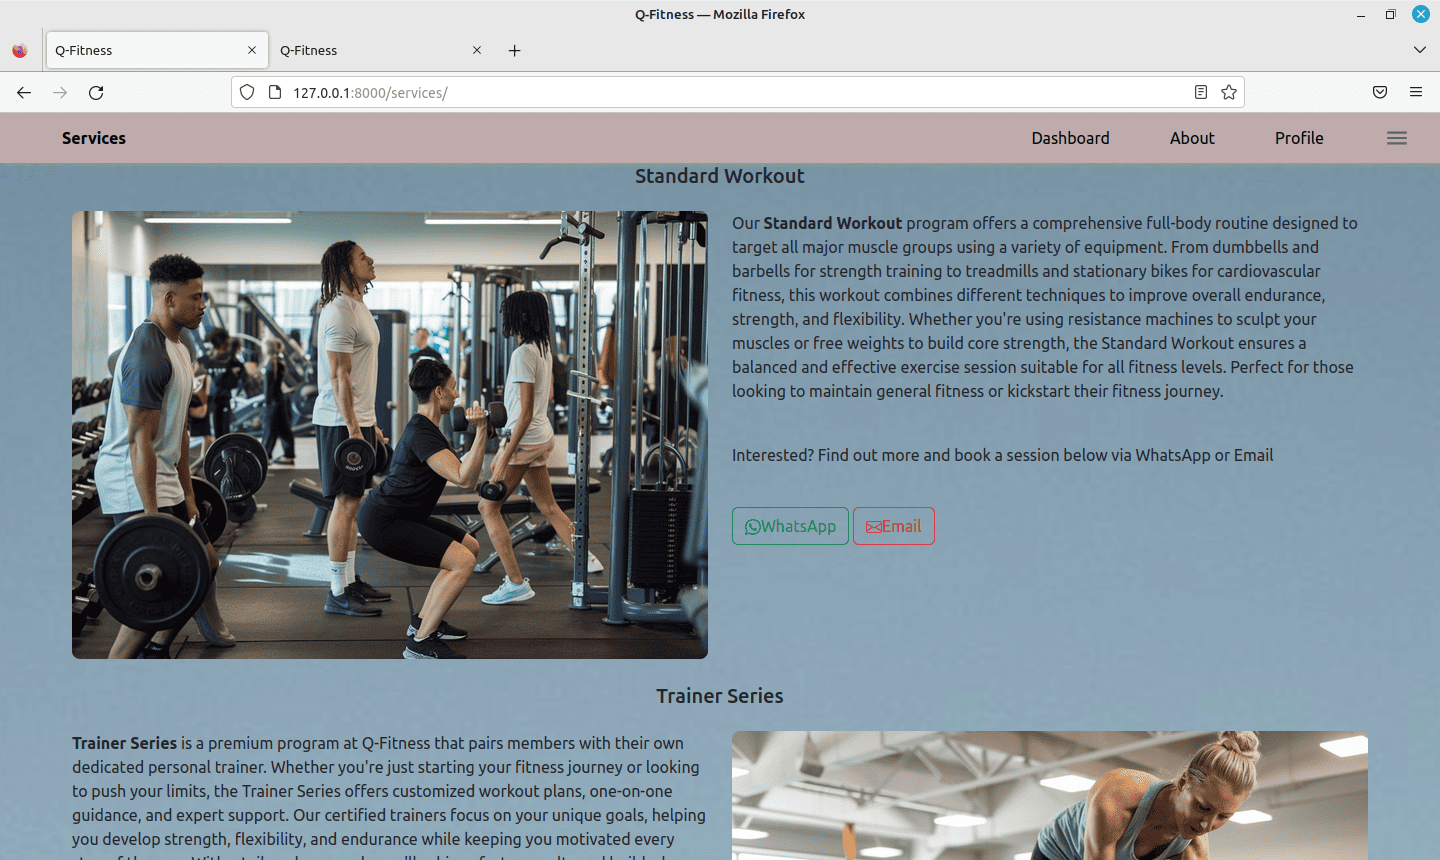 Q-Fitness — Mozilla Firefox
Q-Fitness
Q-Fitness
127.0.0.1:8000/services/
Services
Dashboard
About
Profile
Standard Workout
Our Standard Workout program offers a comprehensive full-body routine designed to
target all major muscle groups using a variety of equipment. From dumbbells and
barbells for strength training to treadmills and stationary bikes for cardiovascular
fitness, this workout combines different techniques to improve overall endurance,
strength, and flexibility. Whether you're using resistance machines to sculpt your
muscles or free weights to build core strength, the Standard Workout ensures a
balanced and effective exercise session suitable for all fitness levels. Perfect for those
looking to maintain general fitness or kickstart their fitness journey.
Interested? Find out more and book a session below via WhatsApp or Email
WhatsApp
Email
Trainer Series
Trainer Series is a premium program at Q-Fitness that pairs members with their own
dedicated personal trainer. Whether you're just starting your fitness journey or looking
to push your limits, the Trainer Series offers customized workout plans, one-on-one
guidance, and expert support. Our certified trainers focus on your unique goals, helping
you develop strength, flexibility, and endurance while keeping you motivated every